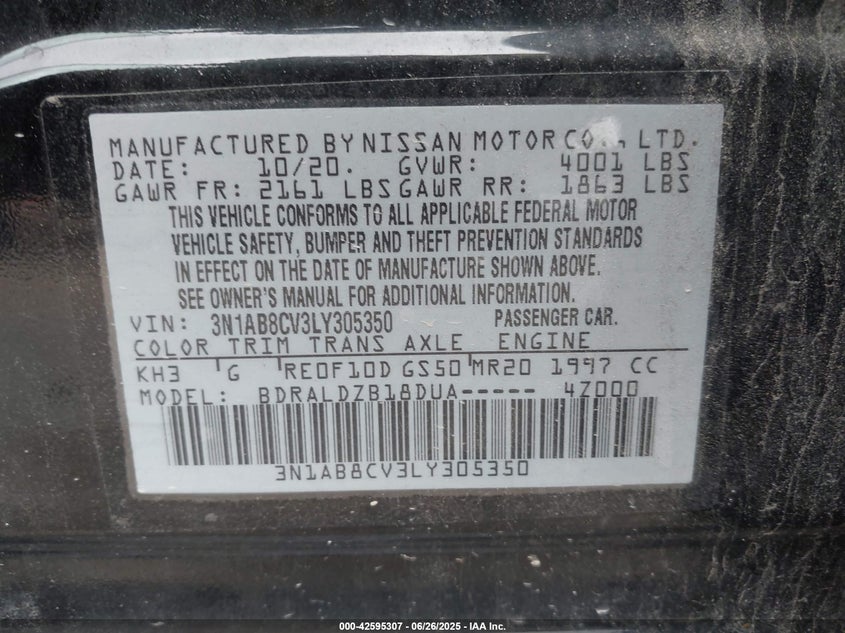 MANUFACTURED BY NISSAN MOTOR CO., LTD.
DATE: 10/20. GVWR: 4001 LBS
GAWR FR: 2161 LBS GAWR RR: 1863 LBS
THIS VEHICLE CONFORMS TO ALL APPLICABLE FEDERAL MOTOR
VEHICLE SAFETY, BUMPER AND THEFT PREVENTION STANDARDS
IN EFFECT ON THE DATE OF MANUFACTURE SHOWN ABOVE.
SEE OWNER'S MANUAL FOR ADDITIONAL INFORMATION.
VIN: 3N1AB8CV3LY305350 PASSENGER CAR.
COLOR TRIM TRANS AXLE ENGINE
KH3 G RE0F10D GS50 MR20 1997 CC
MODEL: BDRALDZB18DUA----- 4Z000
3N1AB8CV3LY305350
000-42595307 - 06/26/2025 - IAA Inc.